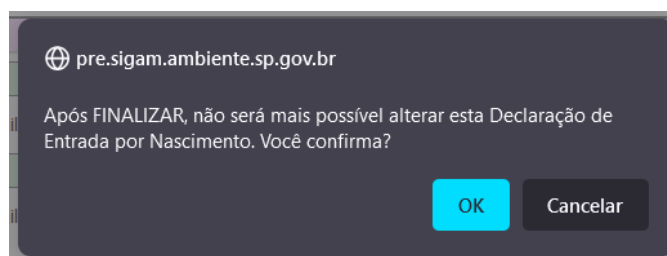 pre.sigam.ambiente.sp.gov.br
Após FINALIZAR, não será mais possível alterar esta Declaração de
Entrada por Nascimento. Você confirma?
OK
Cancelar